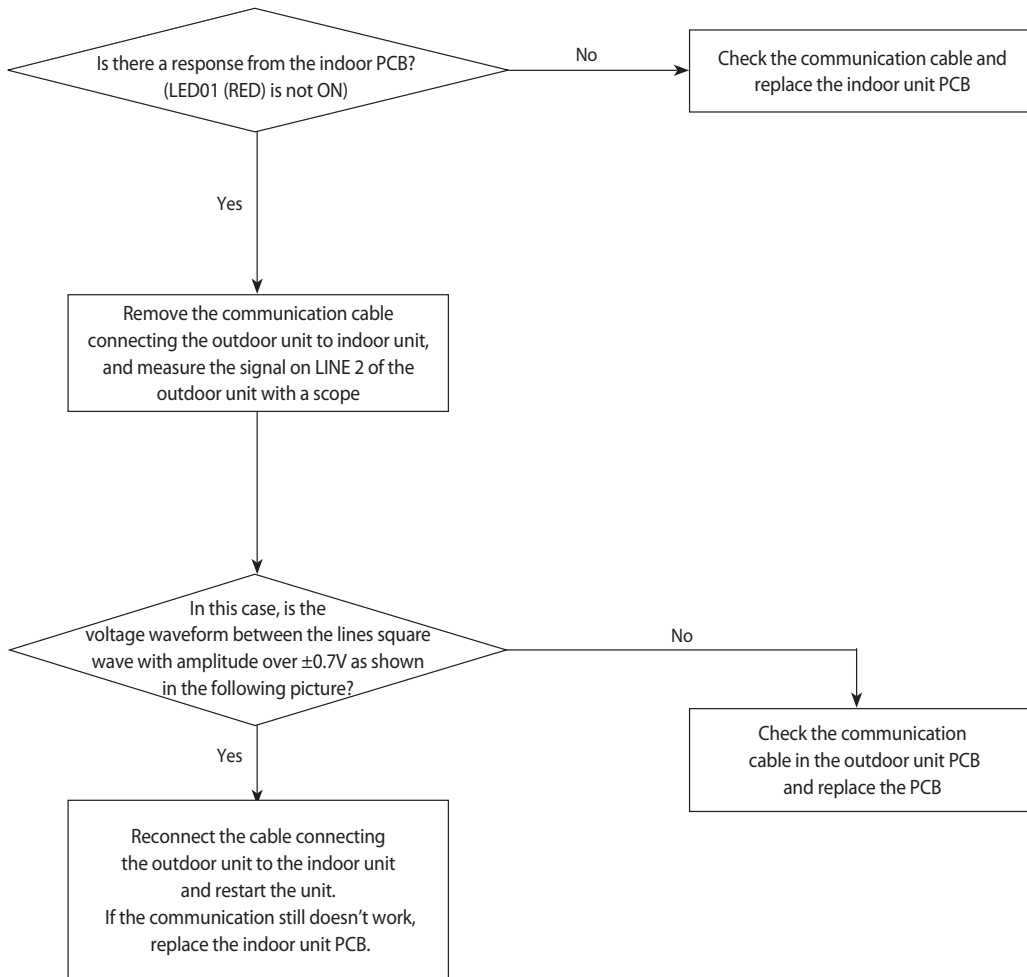 Is there a response from the indoor PCB?
(LED01 (RED) is not ON)
No
Check the communication cable and
replace the indoor unit PCB
Yes
Remove the communication cable
connecting the outdoor unit to indoor unit,
and measure the signal on LINE 2 of the
outdoor unit with a scope
In this case, is the
voltage waveform between the lines square
wave with amplitude over ±0.7V as shown
in the following picture?
No
Check the communication
cable in the outdoor unit PCB
and replace the PCB
Yes
Reconnect the cable connecting
the outdoor unit to the indoor unit
and restart the unit.
If the communication still doesn’t work,
replace the indoor unit PCB.